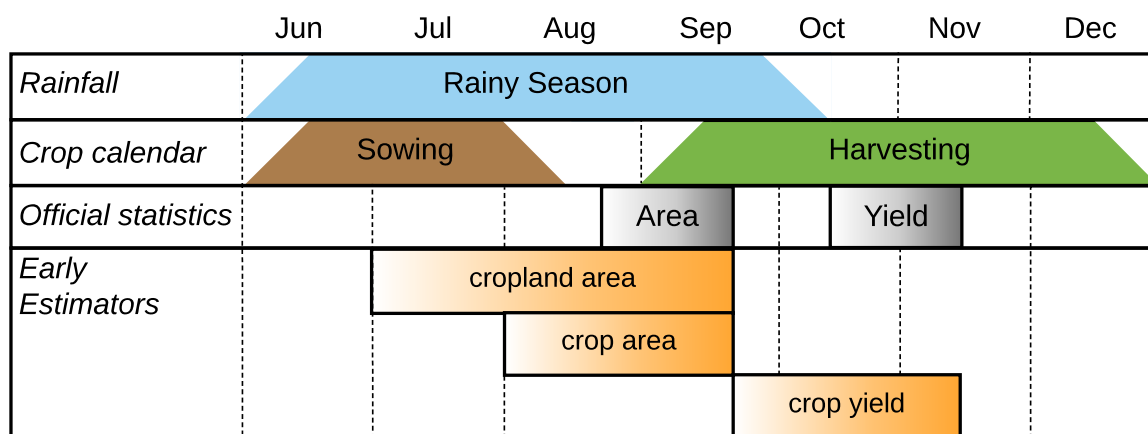 Jun Jul Aug Sep Oct Nov Dec
Rainfall Rainy Season
Crop calendar Sowing Harvesting
Official statistics Area Yield
Early
Estimators
cropland area
crop area
crop yield